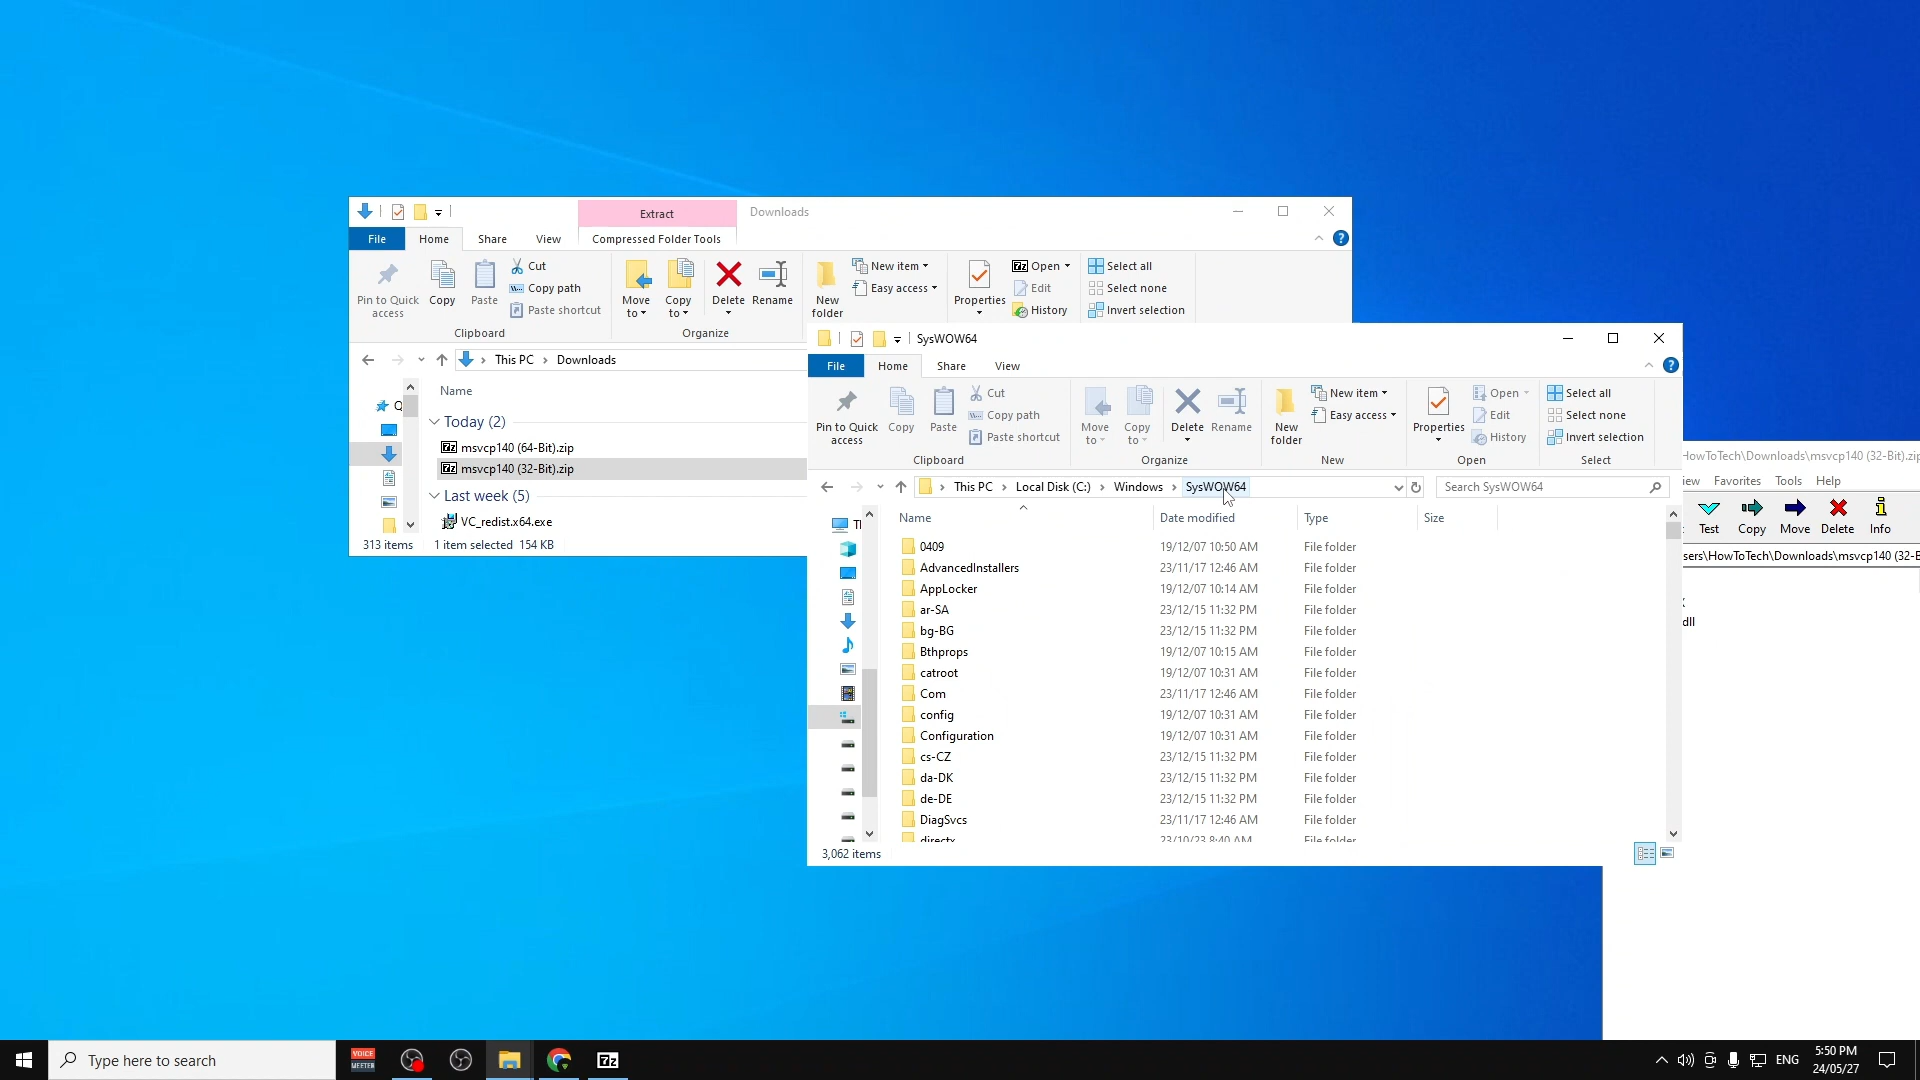 Extract
Downloads
File
Home
Share
View
Compressed Folder Tools
Pin to Quick access
Copy
Paste
Cut
Copy path
Paste shortcut
Clipboard
Move to
Copy to
Delete
Rename
Organize
New folder
New item
Easy access
Properties
Open
Edit
History
Select all
Select none
Invert selection
This PC
Downloads
Name
Today (2)
msvcp140 (64-Bit).zip
msvcp140 (32-Bit).zip
Last week (5)
VC_redist.x64.exe
313 items
1 item selected 154 KB
SysWOW64
File
Home
Share
View
Pin to Quick access
Copy
Paste
Cut
Copy path
Paste shortcut
Clipboard
Move to
Copy to
Delete
Rename
Organize
New folder
New item
Easy access
New
Properties
Open
Edit
History
Open
Select all
Select none
Invert selection
Select
This PC
Local Disk (C:)
Windows
SysWOW64
Search SysWOW64
Name Date modified Type Size
0409 19/12/07 10:50 AM File folder
AdvancedInstallers 23/11/17 12:46 AM File folder
AppLocker 19/12/07 10:14 AM File folder
ar-SA 23/12/15 11:32 PM File folder
bg-BG 23/12/15 11:32 PM File folder
Bthprops 19/12/07 10:15 AM File folder
catroot 19/12/07 10:31 AM File folder
Com 23/11/17 12:46 AM File folder
config 19/12/07 10:31 AM File folder
Configuration 19/12/07 10:31 AM File folder
cs-CZ 23/12/15 11:32 PM File folder
da-DK 23/12/15 11:32 PM File folder
de-DE 23/12/15 11:32 PM File folder
DiagSvcs 23/11/17 12:46 AM File folder
directx 23/10/23 8:40 AM File folder
3,062 items
HowToTech\Downloads\msvcp140 (32-Bit).zip
iew Favorites Tools Help
Test
Copy
Move
Delete
Info
sers\HowToTech\Downloads\msvcp140 (32-B
dll
Type here to search
VOICE
MEETER
7z
ENG
5:50 PM
24/05/27